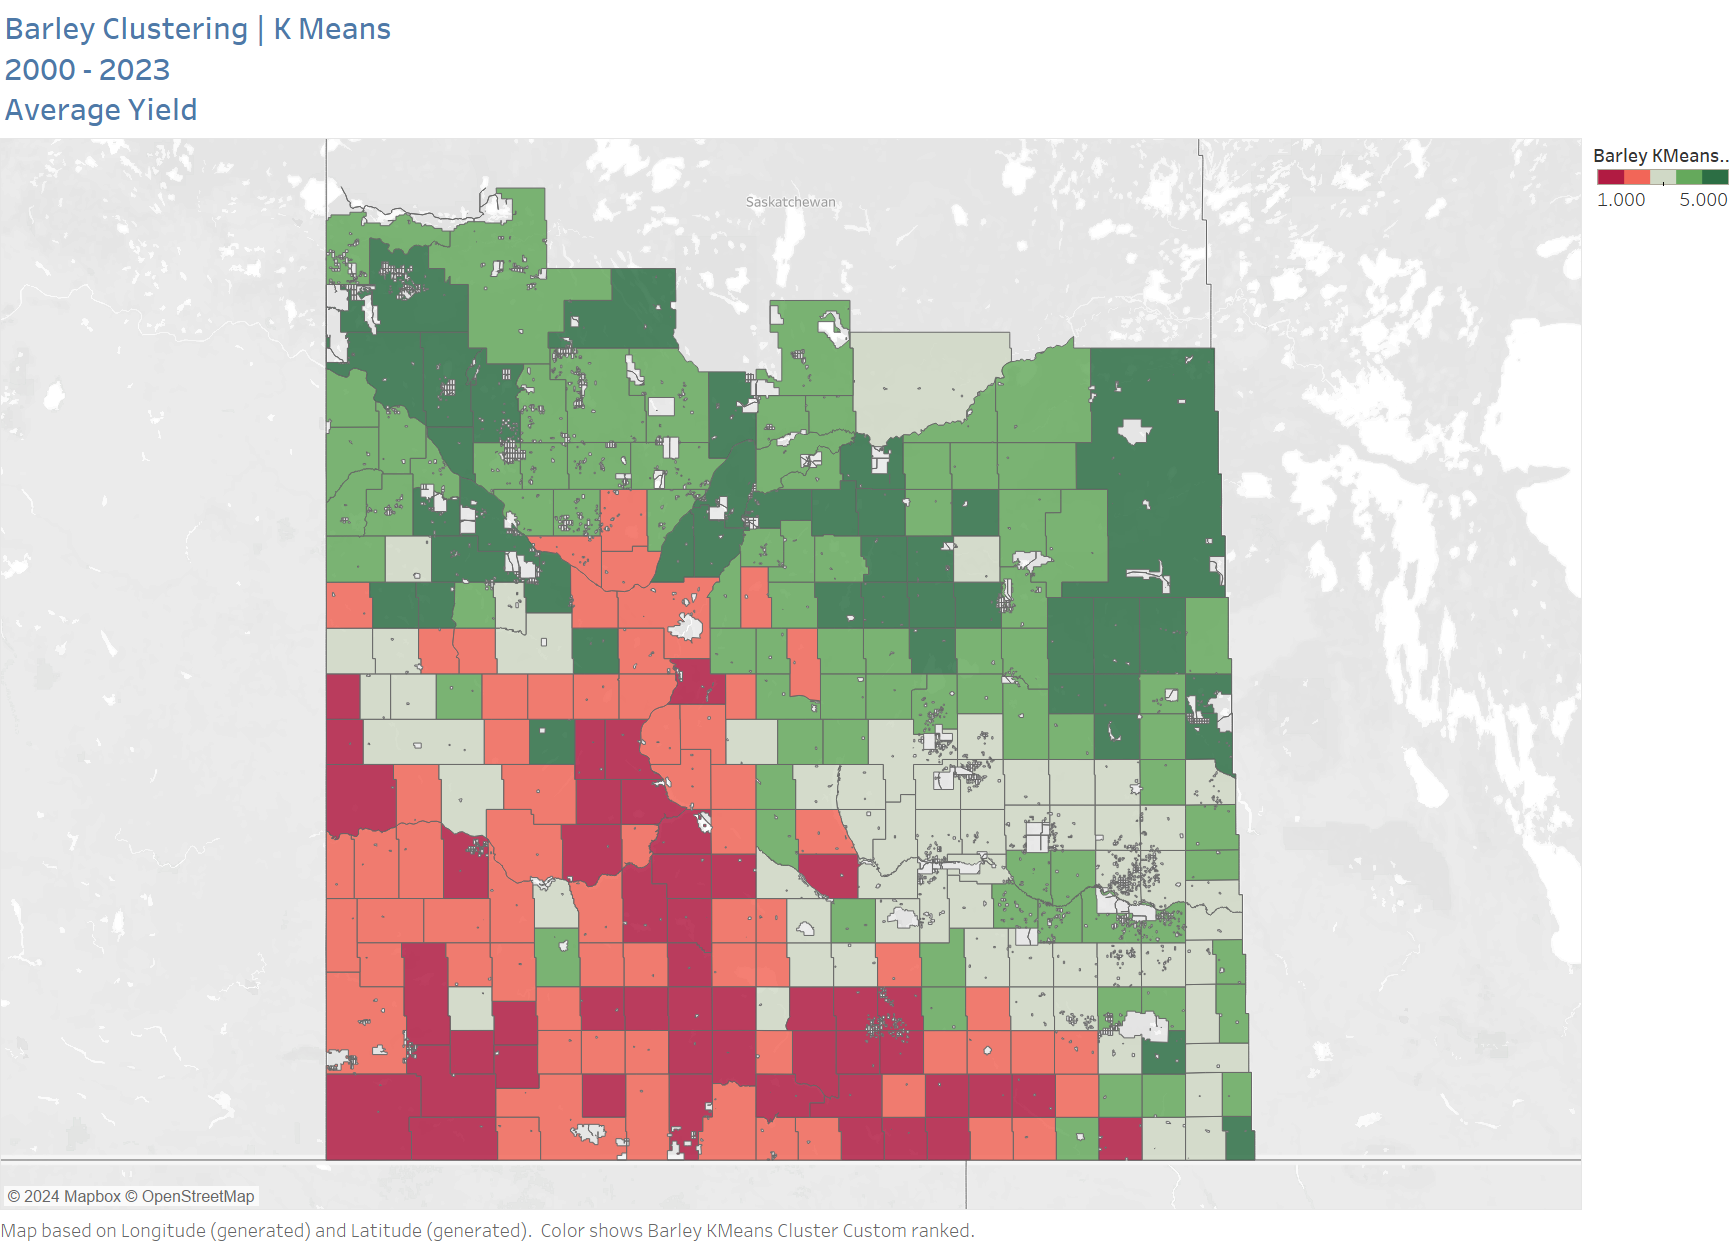 Barley Clustering | K Means
2000 - 2023
Average Yield
Barley KMeans..
1.000 5.000
Saskatchewan
© 2024 Mapbox © OpenStreetMap
Map based on Longitude (generated) and Latitude (generated).  Color shows Barley KMeans Cluster Custom ranked.